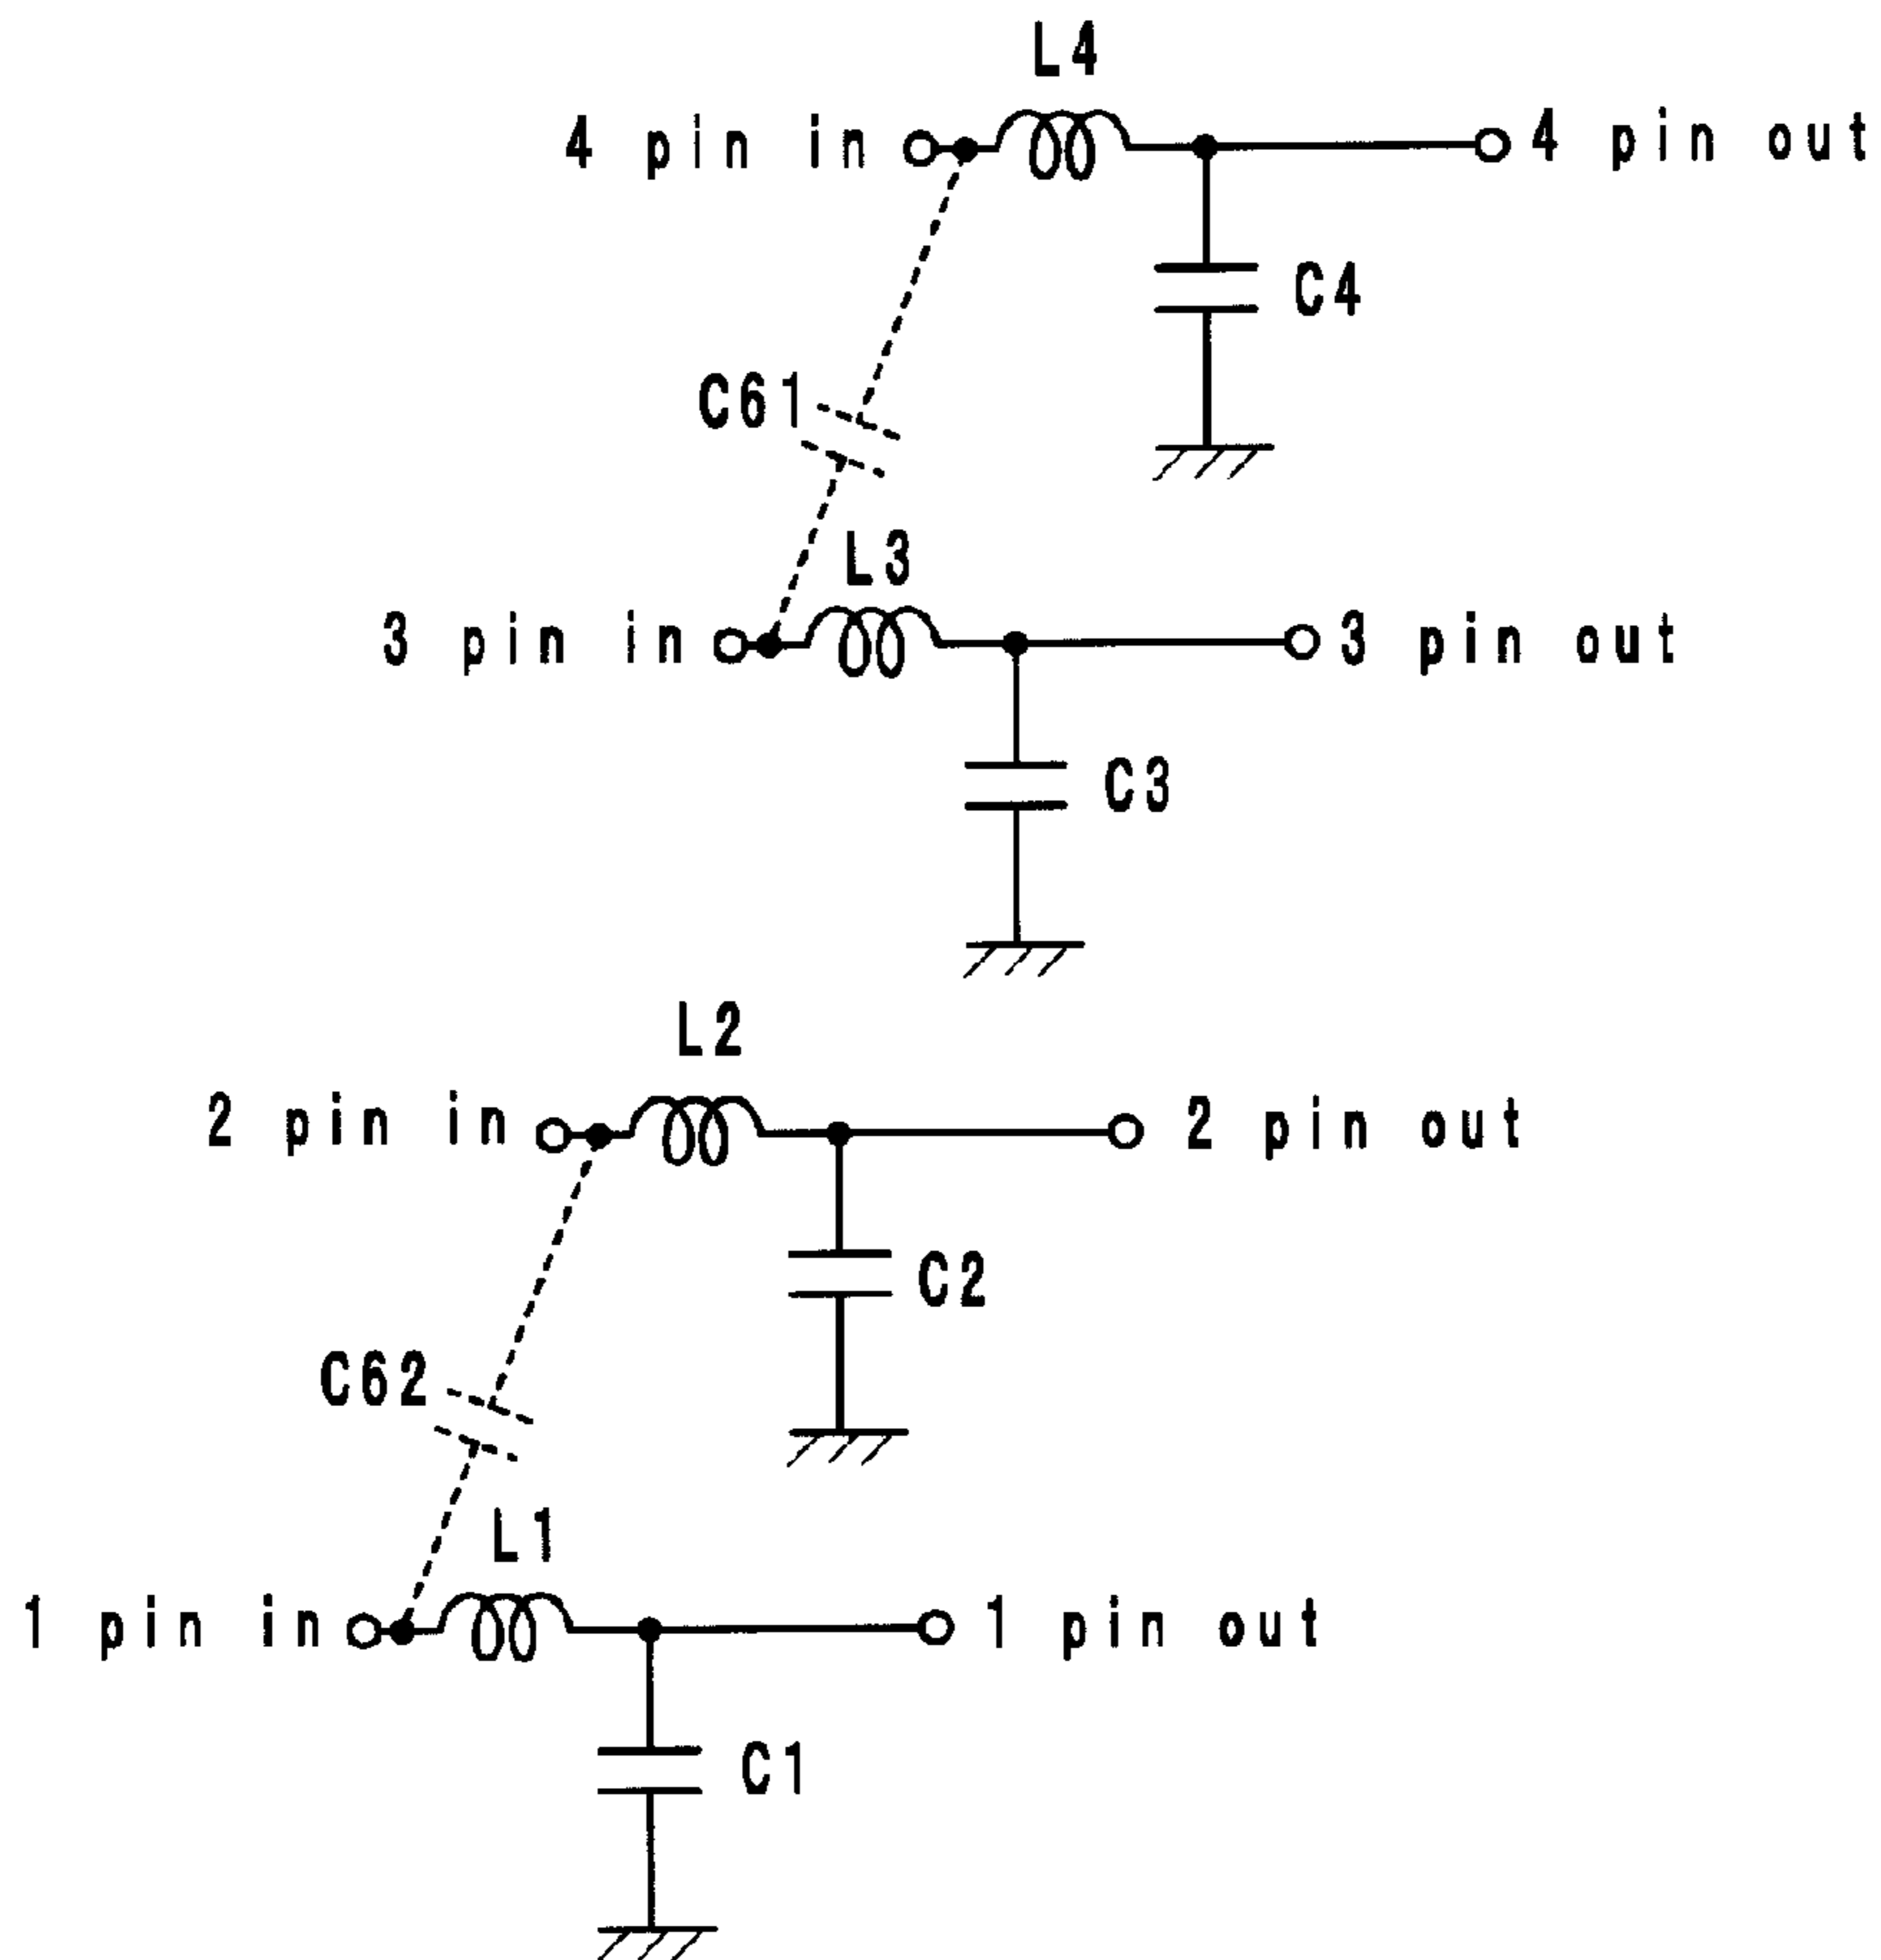 L4
4 pin in
4 pin out
C4
C61
L3
3 pin in
3 pin out
C3
L2
2 pin in
2 pin out
C2
C62
L1
1 pin in
1 pin out
C1